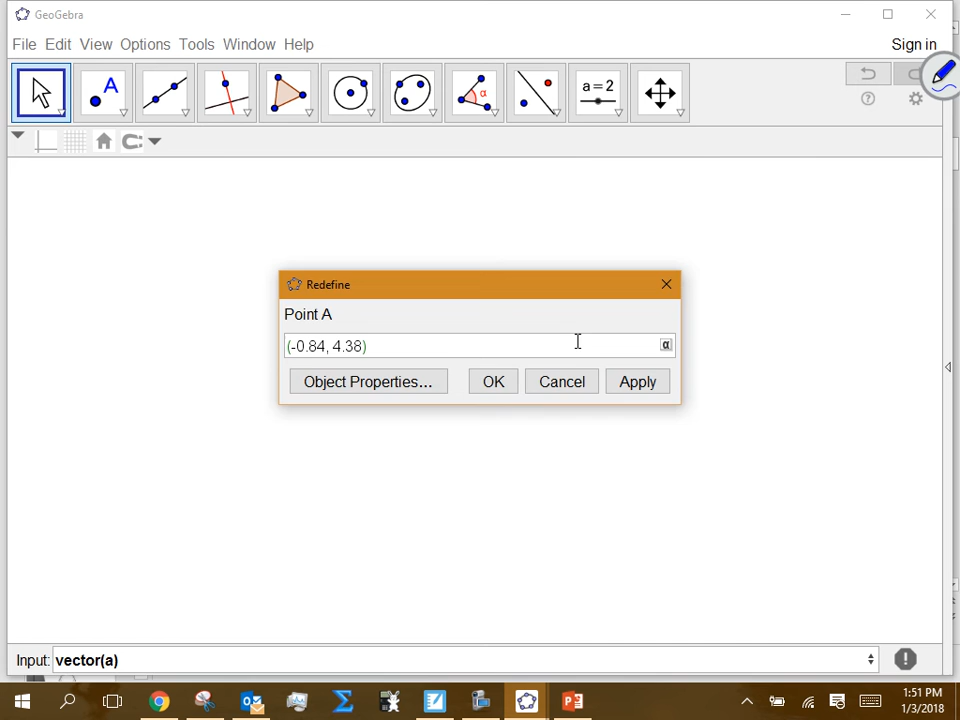 GeoGebra
File Edit View Options Tools Window Help
Sign in
A
α
a=2
Redefine
Point A
(-0.84, 4.38)
α
Object Properties...
OK
Cancel
Apply
Input: vector(a)
1:51 PM
1/3/2018